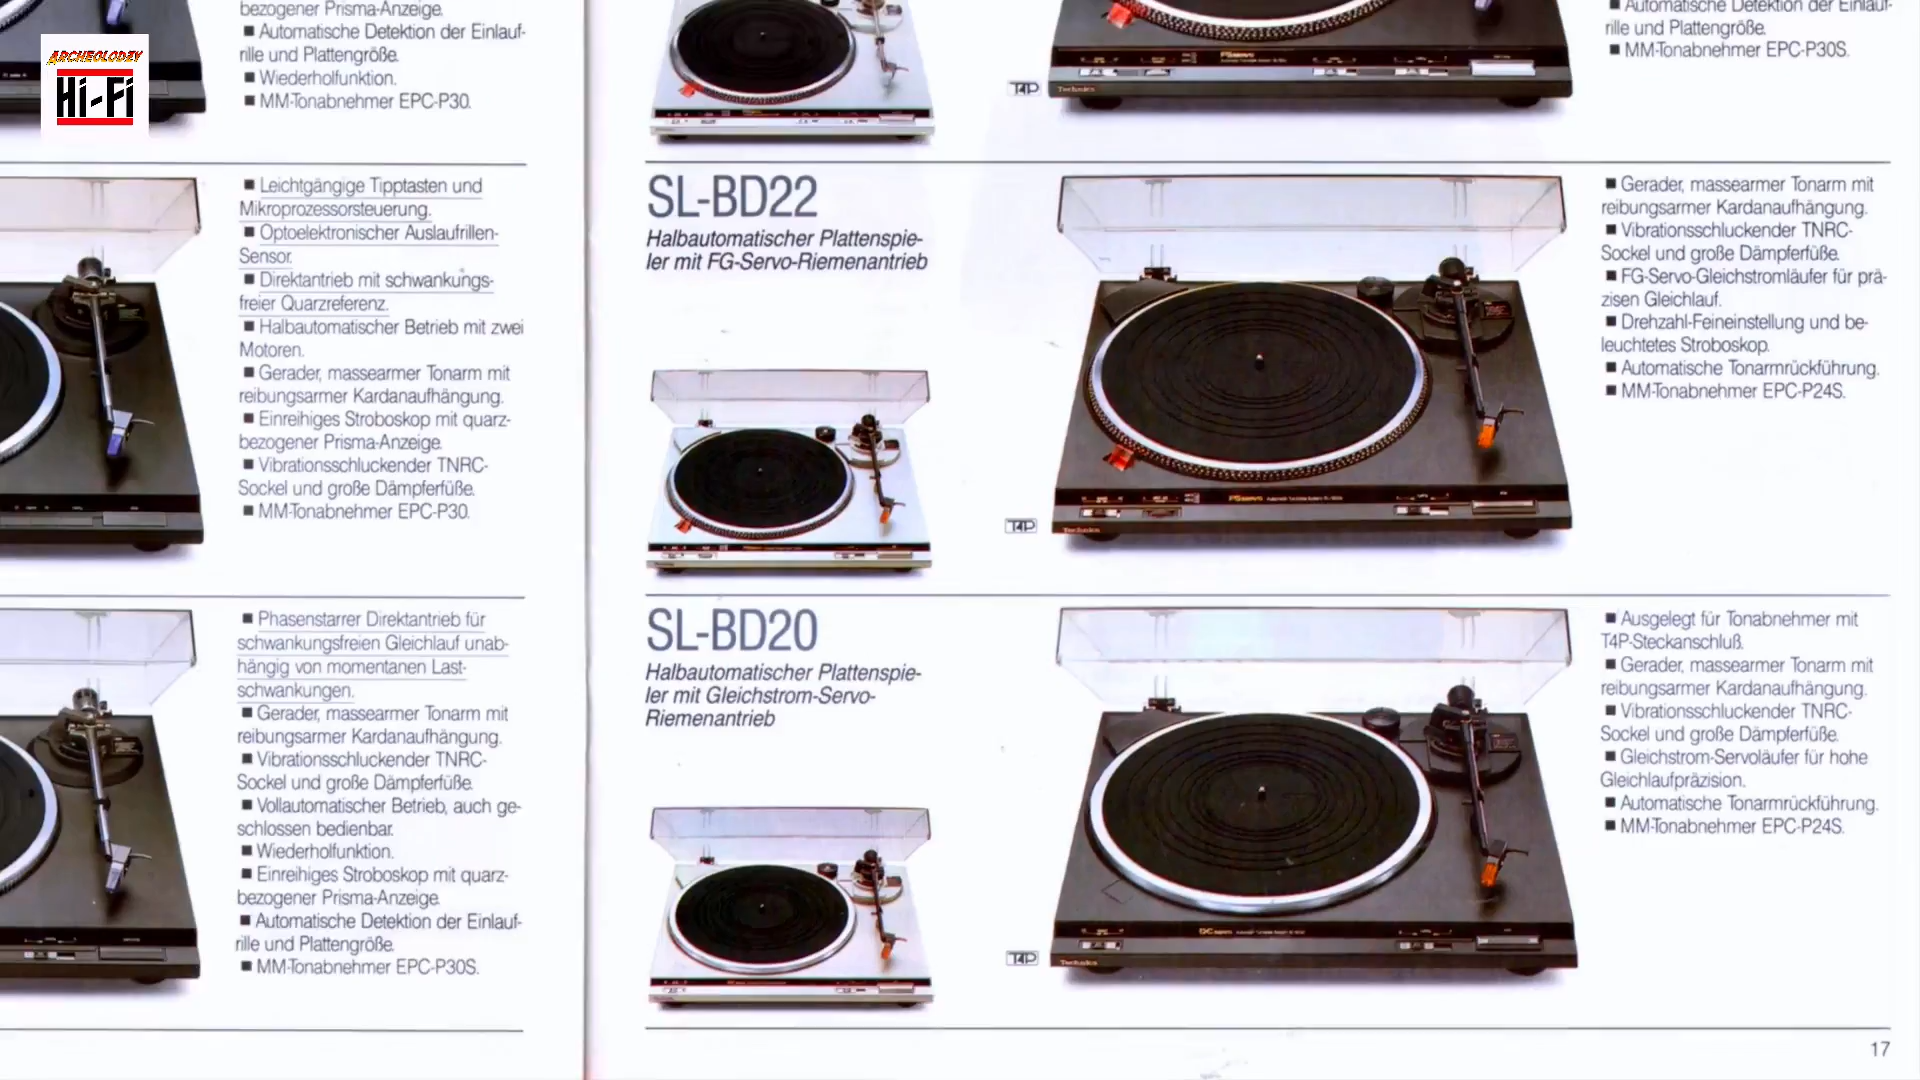 ARCHEOLODZY
Hi-Fi
bezogener Prisma-Anzeige.
■ Automatische Detektion der Einlauf-
rille und Plattengröße.
■ Wiederholfunktion.
■ MM-Tonabnehmer EPC-P30.
■ Leichtgängige Tipptasten und
Mikroprozessorsteuerung.
■ Optoelektronischer Auslaufrillen-
Sensor.
■ Direktantrieb mit schwankungs-
freier Quarzreferenz.
■ Halbautomatischer Betrieb mit zwei
Motoren.
■ Gerader, massearmer Tonarm mit
reibungsarmer Kardanaufhängung.
■ Einreihiges Stroboskop mit quarz-
bezogener Prisma-Anzeige.
■ Vibrationsschluckender TNRC-
Sockel und große Dämpferfüße.
■ MM-Tonabnehmer EPC-P30.
■ Phasenstarrer Direktantrieb für
schwankungsfreien Gleichlauf unab-
hängig von momentanen Last-
schwankungen.
■ Gerader, massearmer Tonarm mit
reibungsarmer Kardanaufhängung.
■ Vibrationsschluckender TNRC-
Sockel und große Dämpferfüße.
■ Vollautomatischer Betrieb, auch ge-
schlossen bedienbar.
■ Wiederholfunktion.
■ Einreihiges Stroboskop mit quarz-
bezogener Prisma-Anzeige.
■ Automatische Detektion der Einlauf-
rille und Plattengröße.
■ MM-Tonabnehmer EPC-P30S.
T4P
FG servo
Technics
■ Automatische Detektion der Einlauf-
rille und Plattengröße.
■ MM-Tonabnehmer EPC-P30S.
SL-BD22
Halbautomatischer Plattenspie-
ler mit FG-Servo-Riemenantrieb
T4P
FG servo
Technics
■ Gerader, massearmer Tonarm mit
reibungsarmer Kardanaufhängung.
■ Vibrationsschluckender TNRC-
Sockel und große Dämpferfüße.
■ FG-Servo-Gleichstromläufer für prä-
zisen Gleichlauf.
■ Drehzahl-Feineinstellung und be-
leuchtetes Stroboskop.
■ Automatische Tonarmrückführung.
■ MM-Tonabnehmer EPC-P24S.
SL-BD20
Halbautomatischer Plattenspie-
ler mit Gleichstrom-Servo-
Riemenantrieb
T4P
DC servo
Technics
■ Ausgelegt für Tonabnehmer mit
T4P-Steckanschluß.
■ Gerader, massearmer Tonarm mit
reibungsarmer Kardanaufhängung.
■ Vibrationsschluckender TNRC-
Sockel und große Dämpferfüße.
■ Gleichstrom-Servoläufer für hohe
Gleichlaufpräzision.
■ Automatische Tonarmrückführung.
■ MM-Tonabnehmer EPC-P24S.
17